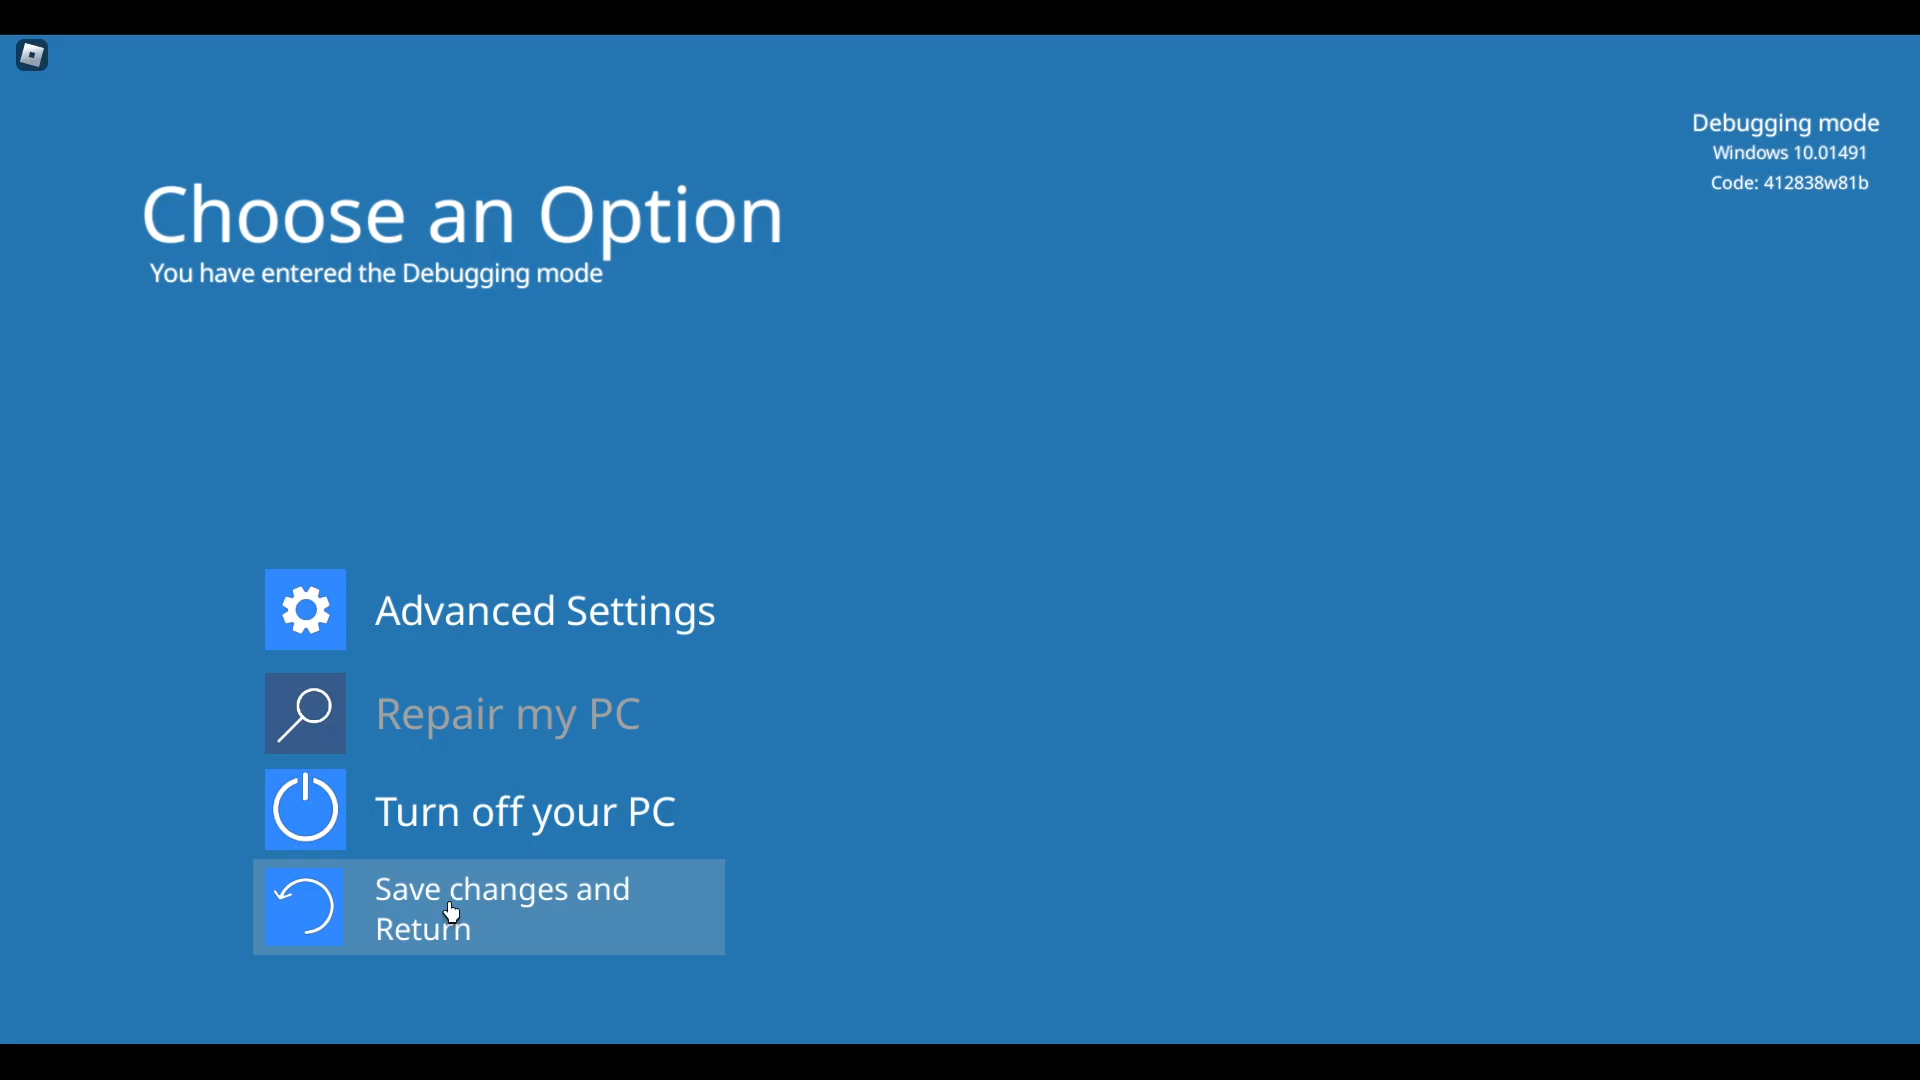 Debugging mode
Windows 10.01491
Code: 412838w81b
Choose an Option
You have entered the Debugging mode
Advanced Settings
Repair my PC
Turn off your PC
Save changes and
Return